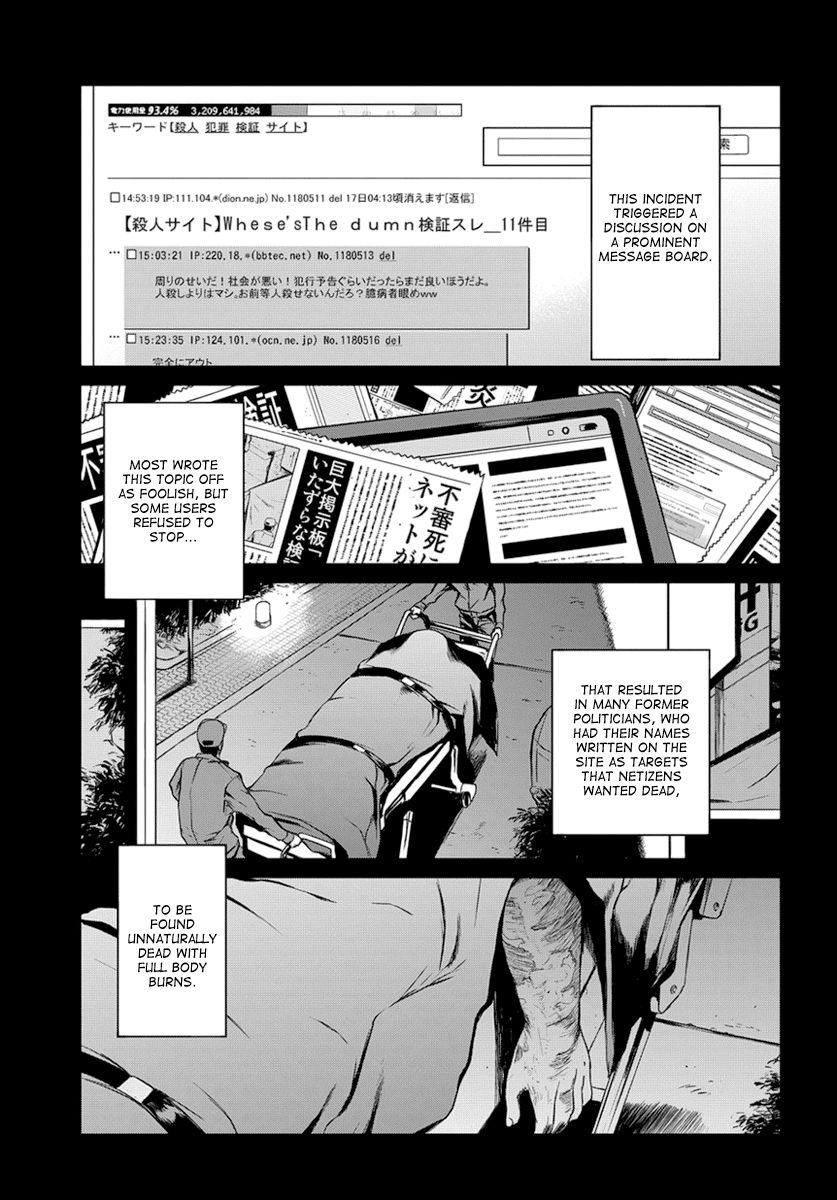 電力使用量 93.4% 3,209,641,984
キーワード【殺人 犯罪 検証 サイト】
索
□14:53:19 IP:111.104.*(dion.ne.jp) No.1180511 del 17日04:13頃消えます[返信]
【殺人サイト】Whese'sThe dumn検証スレ__11件目
… □15:03:21 IP:220.18.*(bbtec.net) No.1180513 del
周りのせいだ！社会が悪い！犯行予告ぐらいだったらまだ良いほうだよ。
人殺しよりはマシ。お前等人殺せないんだろ？臆病者眼めww
… □15:23:35 IP:124.101.*(ocn.ne.jp) No.1180516 del
完全にアウト
THIS INCIDENT
TRIGGERED A
DISCUSSION ON
A PROMINENT
MESSAGE BOARD.
MOST WROTE
THIS TOPIC OFF
AS FOOLISH, BUT
SOME USERS
REFUSED TO
STOP...
検証
炎
不審死に
ネットが
巨大掲示板「
いたずらな検
THAT RESULTED
IN MANY FORMER
POLITICIANS, WHO
HAD THEIR NAMES
WRITTEN ON THE
SITE AS TARGETS
THAT NETIZENS
WANTED DEAD,
G
TO BE
FOUND
UNNATURALLY
DEAD WITH
FULL BODY
BURNS.